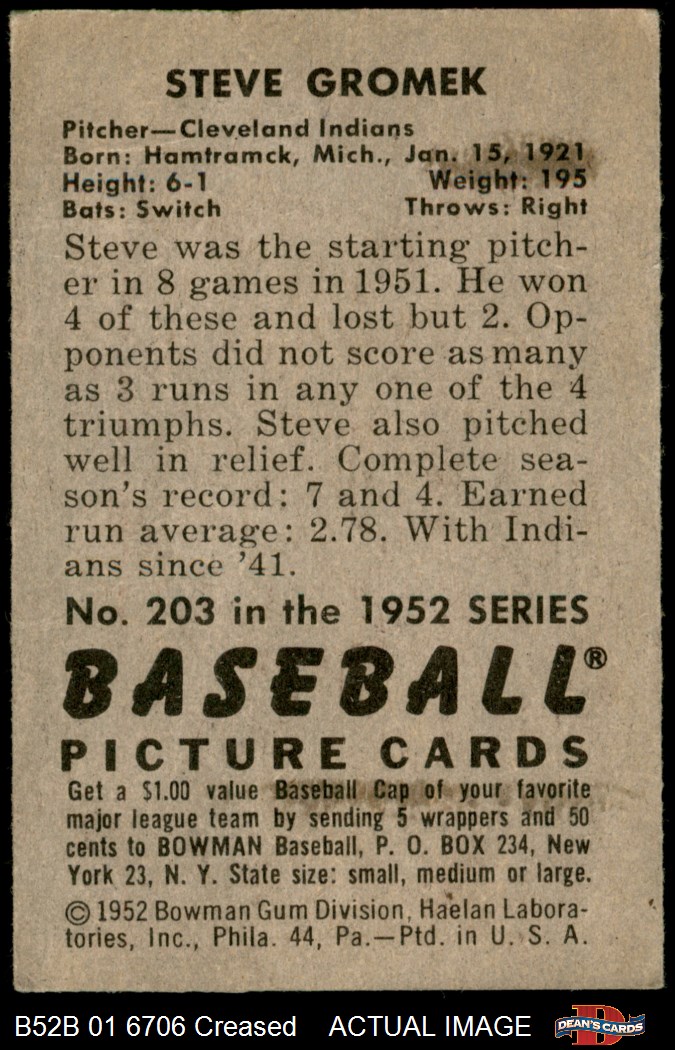 STEVE GROMEK
Pitcher—Cleveland Indians
Born: Hamtramck, Mich., Jan. 15, 1921
Height: 6-1 Weight: 195
Bats: Switch Throws: Right
Steve was the starting pitch-
er in 8 games in 1951. He won
4 of these and lost but 2. Op-
ponents did not score as many
as 3 runs in any one of the 4
triumphs. Steve also pitched
well in relief. Complete sea-
son's record: 7 and 4. Earned
run average: 2.78. With Indi-
ans since '41.
No. 203 in the 1952 SERIES
BASEBALL®
PICTURE CARDS
Get a $1.00 value Baseball Cap of your favorite
major league team by sending 5 wrappers and 50
cents to BOWMAN Baseball, P. O. BOX 234, New
York 23, N. Y. State size: small, medium or large.
© 1952 Bowman Gum Division, Haelan Labora-
tories, Inc., Phila. 44, Pa.—Ptd. in U. S. A.
B52B 01 6706 Creased ACTUAL IMAGE D DEAN'S CARDS